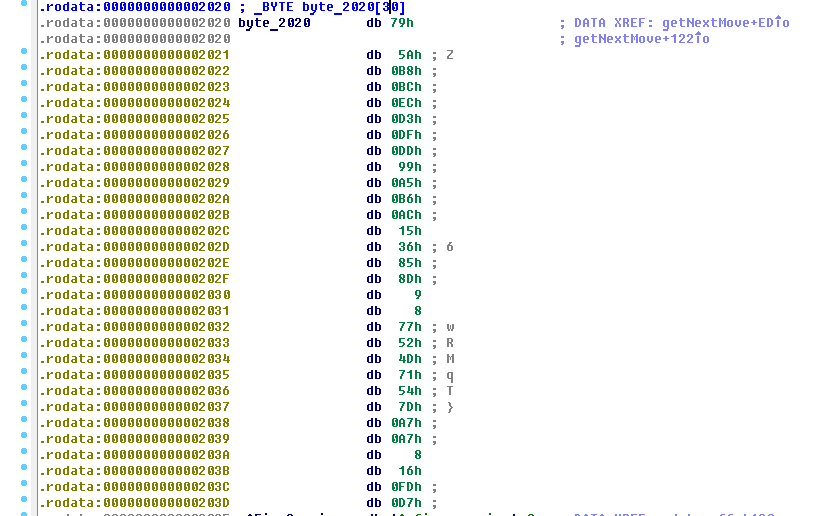 .rodata:0000000000002020 ; _BYTE byte_2020[30]
.rodata:0000000000002020 byte_2020 db 79h ; DATA XREF: getNextMove+ED↑o
.rodata:0000000000002020 ; getNextMove+122↑o
.rodata:0000000000002021 db 5Ah ; Z
.rodata:0000000000002022 db 0B8h ;
.rodata:0000000000002023 db 0BCh ;
.rodata:0000000000002024 db 0ECh ;
.rodata:0000000000002025 db 0D3h ;
.rodata:0000000000002026 db 0DFh ;
.rodata:0000000000002027 db 0DDh ;
.rodata:0000000000002028 db 99h ;
.rodata:0000000000002029 db 0A5h ;
.rodata:000000000000202A db 0B6h ;
.rodata:000000000000202B db 0ACh ;
.rodata:000000000000202C db 15h
.rodata:000000000000202D db 36h ; 6
.rodata:000000000000202E db 85h ;
.rodata:000000000000202F db 8Dh ;
.rodata:0000000000002030 db 9
.rodata:0000000000002031 db 8
.rodata:0000000000002032 db 77h ; w
.rodata:0000000000002033 db 52h ; R
.rodata:0000000000002034 db 4Dh ; M
.rodata:0000000000002035 db 71h ; q
.rodata:0000000000002036 db 54h ; T
.rodata:0000000000002037 db 7Dh ; }
.rodata:0000000000002038 db 0A7h ;
.rodata:0000000000002039 db 0A7h ;
.rodata:000000000000203A db 8
.rodata:000000000000203B db 16h
.rodata:000000000000203C db 0FDh ;
.rodata:000000000000203D db 0D7h ;